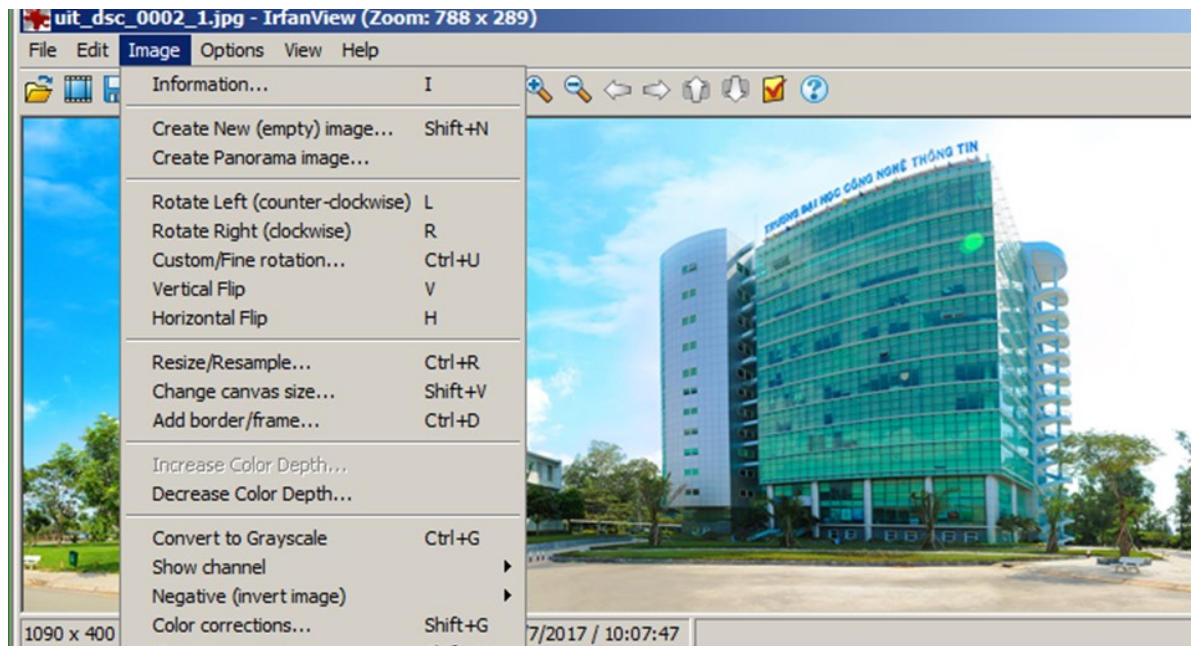 uit_dsc_0002_1.jpg - IrfanView (Zoom: 788 x 289)
File Edit Image Options View Help
Information... I
Create New (empty) image... Shift+N
Create Panorama image...
Rotate Left (counter-clockwise) L
Rotate Right (clockwise) R
Custom/Fine rotation... Ctrl+U
Vertical Flip V
Horizontal Flip H
Resize/Resample... Ctrl+R
Change canvas size... Shift+V
Add border/frame... Ctrl+D
Increase Color Depth...
Decrease Color Depth...
Convert to Grayscale Ctrl+G
Show channel
Negative (invert image)
Color corrections... Shift+G
TRƯỜNG ĐẠI HỌC CÔNG NGHỆ THÔNG TIN
1090 x 400 /7/2017 / 10:07:47